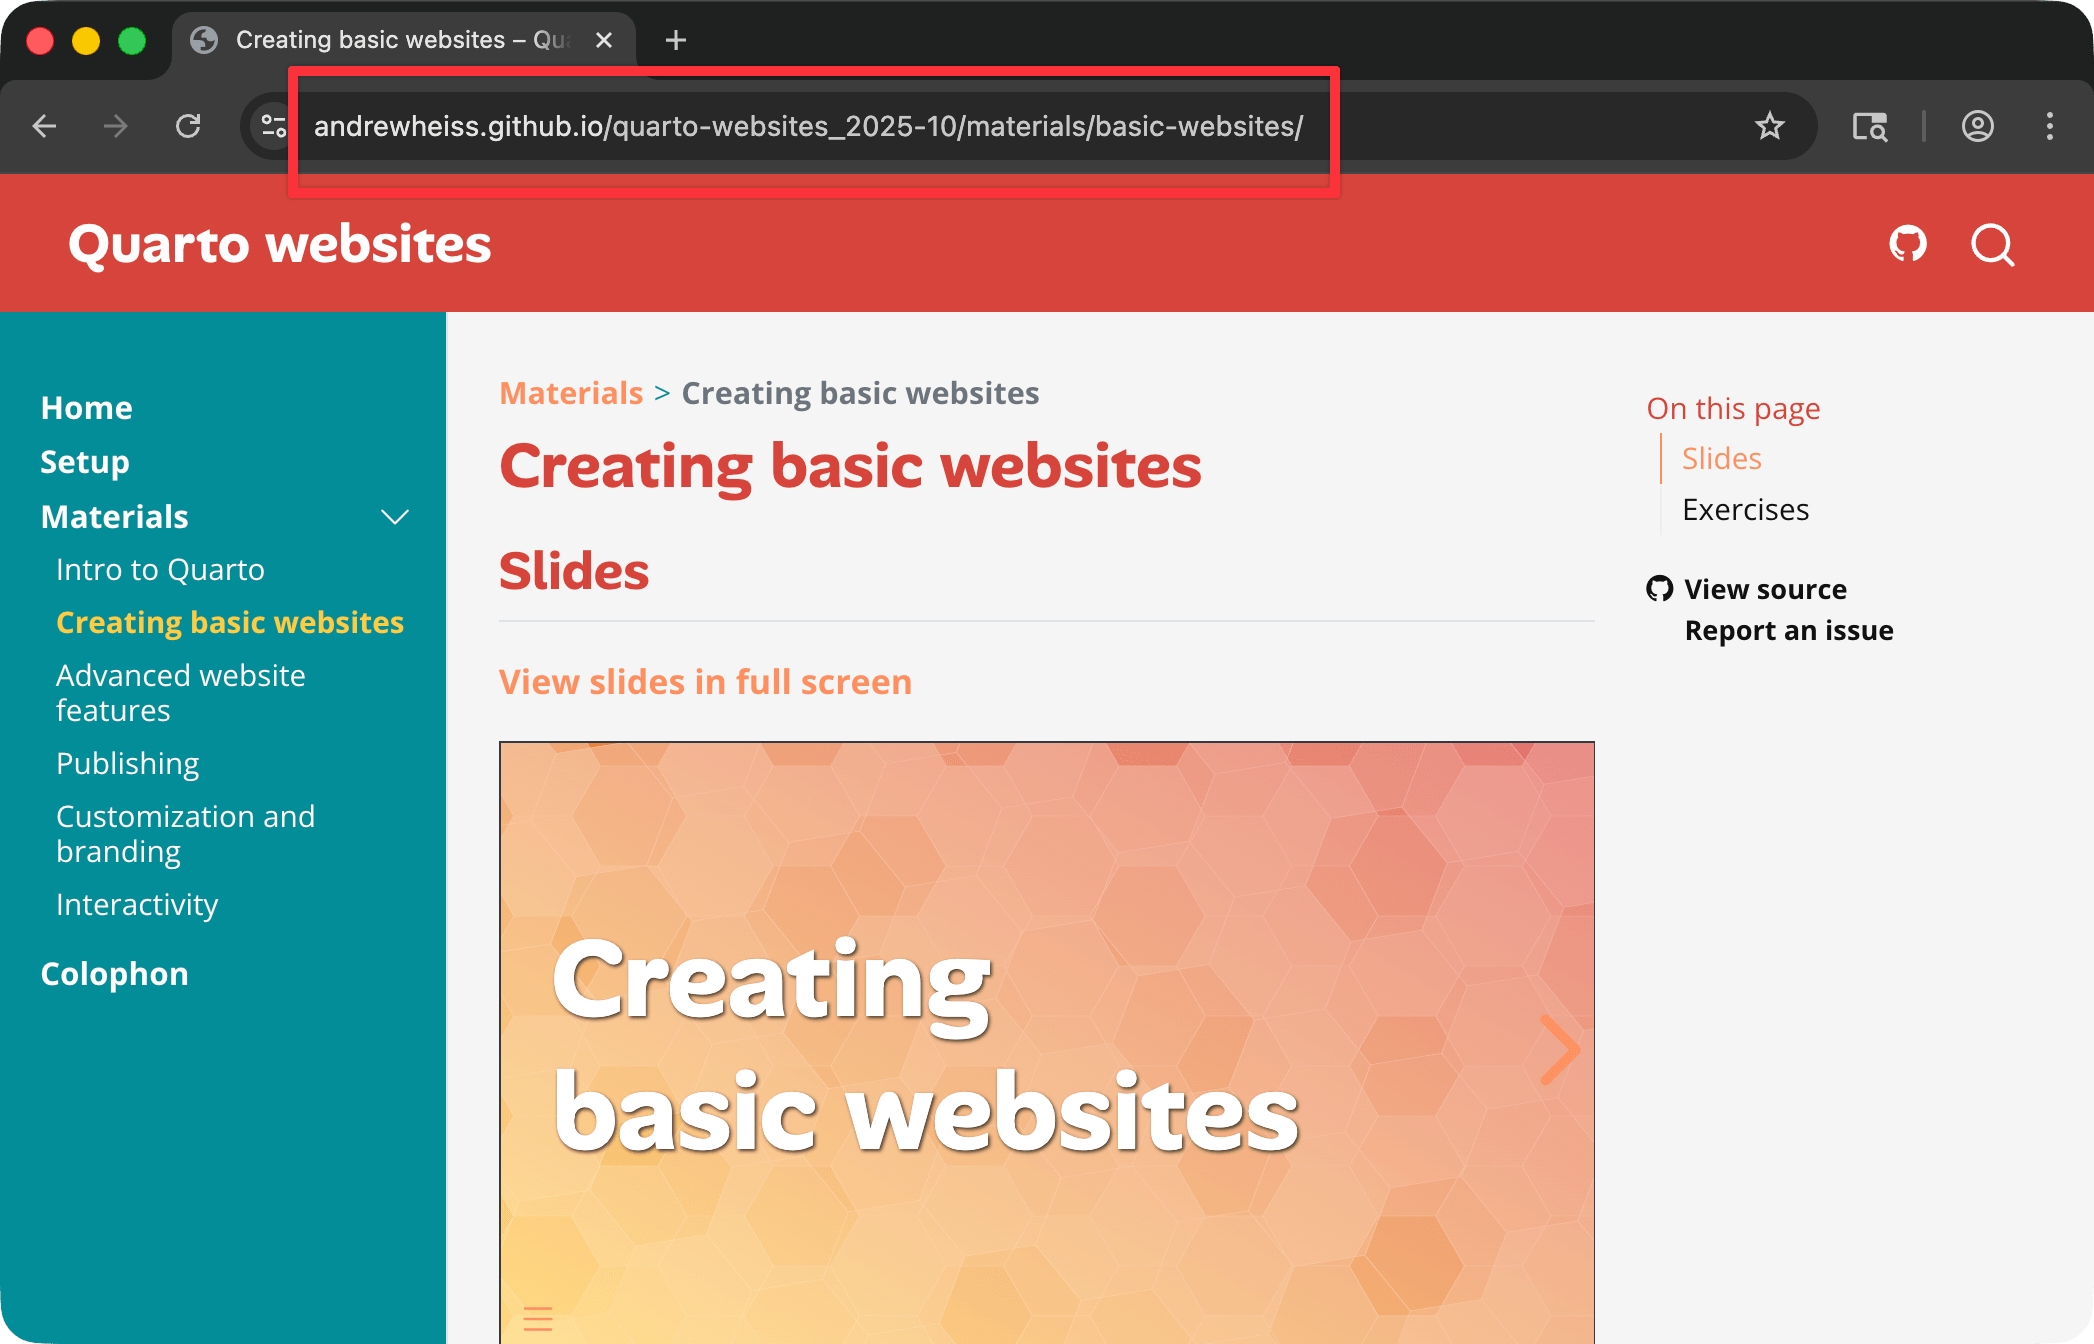 Creating basic websites – Qu
andrewheiss.github.io/quarto-websites_2025-10/materials/basic-websites/
Quarto websites
Home
Setup
Materials
Intro to Quarto
Creating basic websites
Advanced website
features
Publishing
Customization and
branding
Interactivity
Colophon
Materials > Creating basic websites
Creating basic websites
Slides
View slides in full screen
Creating
basic websites
On this page
Slides
Exercises
View source
Report an issue